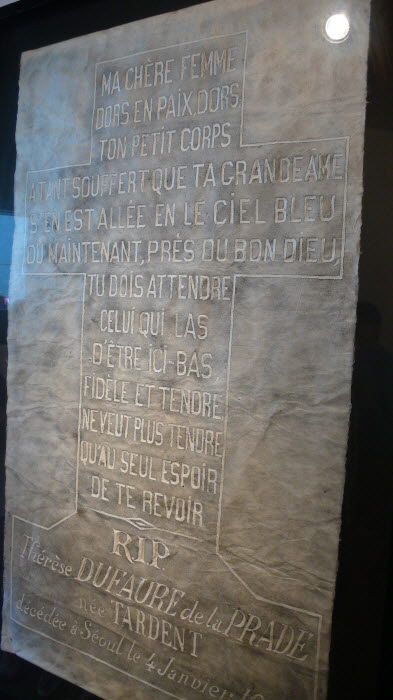 MA CHÈRE FEMME
DORS EN PAIX, DORS
TON PETIT CORPS
A TANT SOUFFERT QUE TA GRANDE ÂME
S'EN EST ALLÉE EN LE CIEL BLEU
OU MAINTENANT, PRÈS DU BON DIEU,
TU DOIS ATTENDRE
CELUI QUI LAS
D'ÊTRE ICI-BAS
FIDÈLE ET TENDRE
NE VEUT PLUS TENDRE
QU'AU SEUL ESPOIR
DE TE REVOIR
RIP
Thérèse DUFAURE de la PRADE
née TARDENT
décédée à Séoul le 4 Janvier